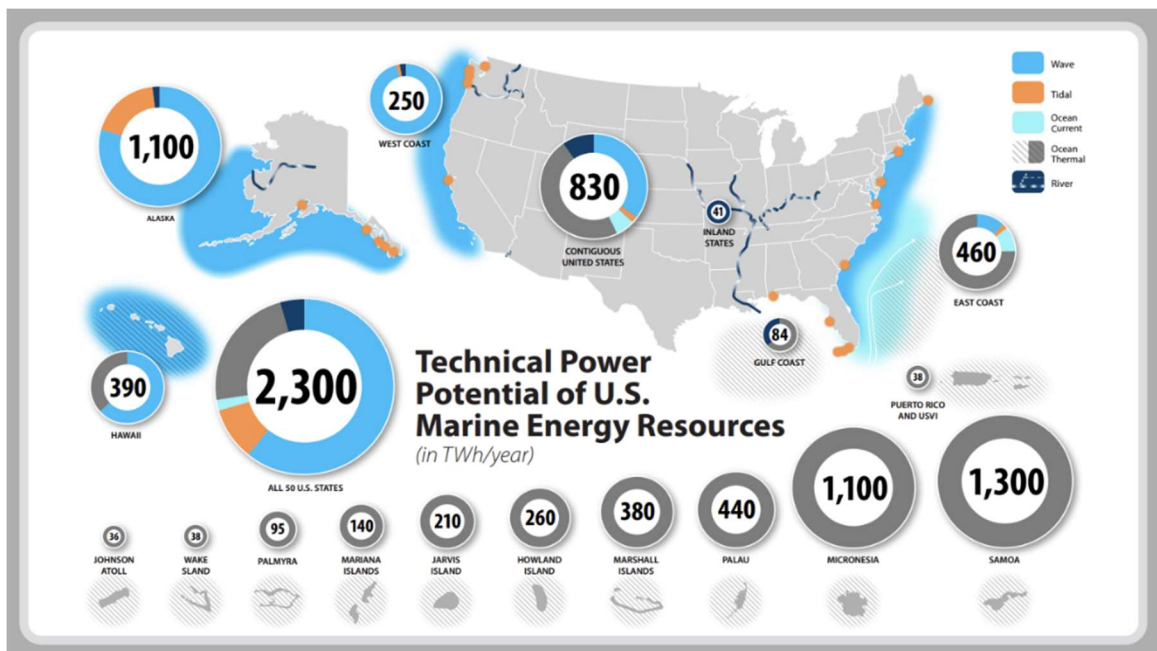 1,100
ALASKA
250
WEST COAST
830
CONTIGUOUS
UNITED STATES
41
INLAND
STATES
Wave
Tidal
Ocean
Current
Ocean
Thermal
River
460
EAST COAST
84
GULF COAST
390
HAWAII
2,300
ALL 50 U.S. STATES
Technical Power
Potential of U.S.
Marine Energy Resources
(in TWh/year)
38
PUERTO RICO
AND USVI
36
JOHNSON
ATOLL
38
WAKE
SLAND
95
PALMYRA
140
MARIANA
ISLANDS
210
JARVIS
ISLAND
260
HOWLAND
ISLAND
380
MARSHALL
ISLANDS
440
PALAU
1,100
MICRONESIA
1,300
SAMOA